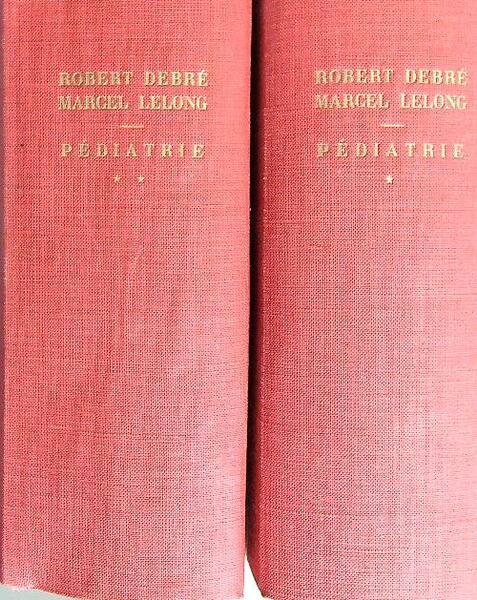 ROBERT DEBRÉ
MARCEL LELONG
PÉDIATRIE
* *
ROBERT DEBRÉ
MARCEL LELONG
PÉDIATRIE
*